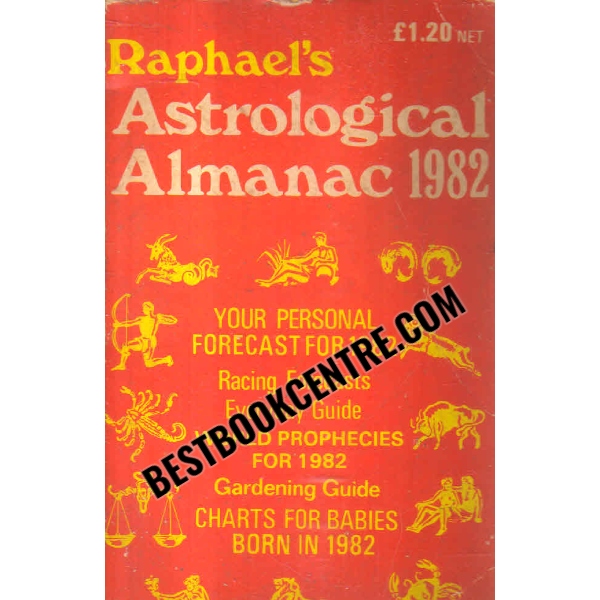 £1.20 NET
Raphael's
Astrological
Almanac 1982
YOUR PERSONAL
FORECAST FOR
Racing
Guide
PROPHECIES
FOR 1982
Gardening Guide
CHARTS FOR BABIES
BORN IN 1982
BESTBOOKCENTRE.COM